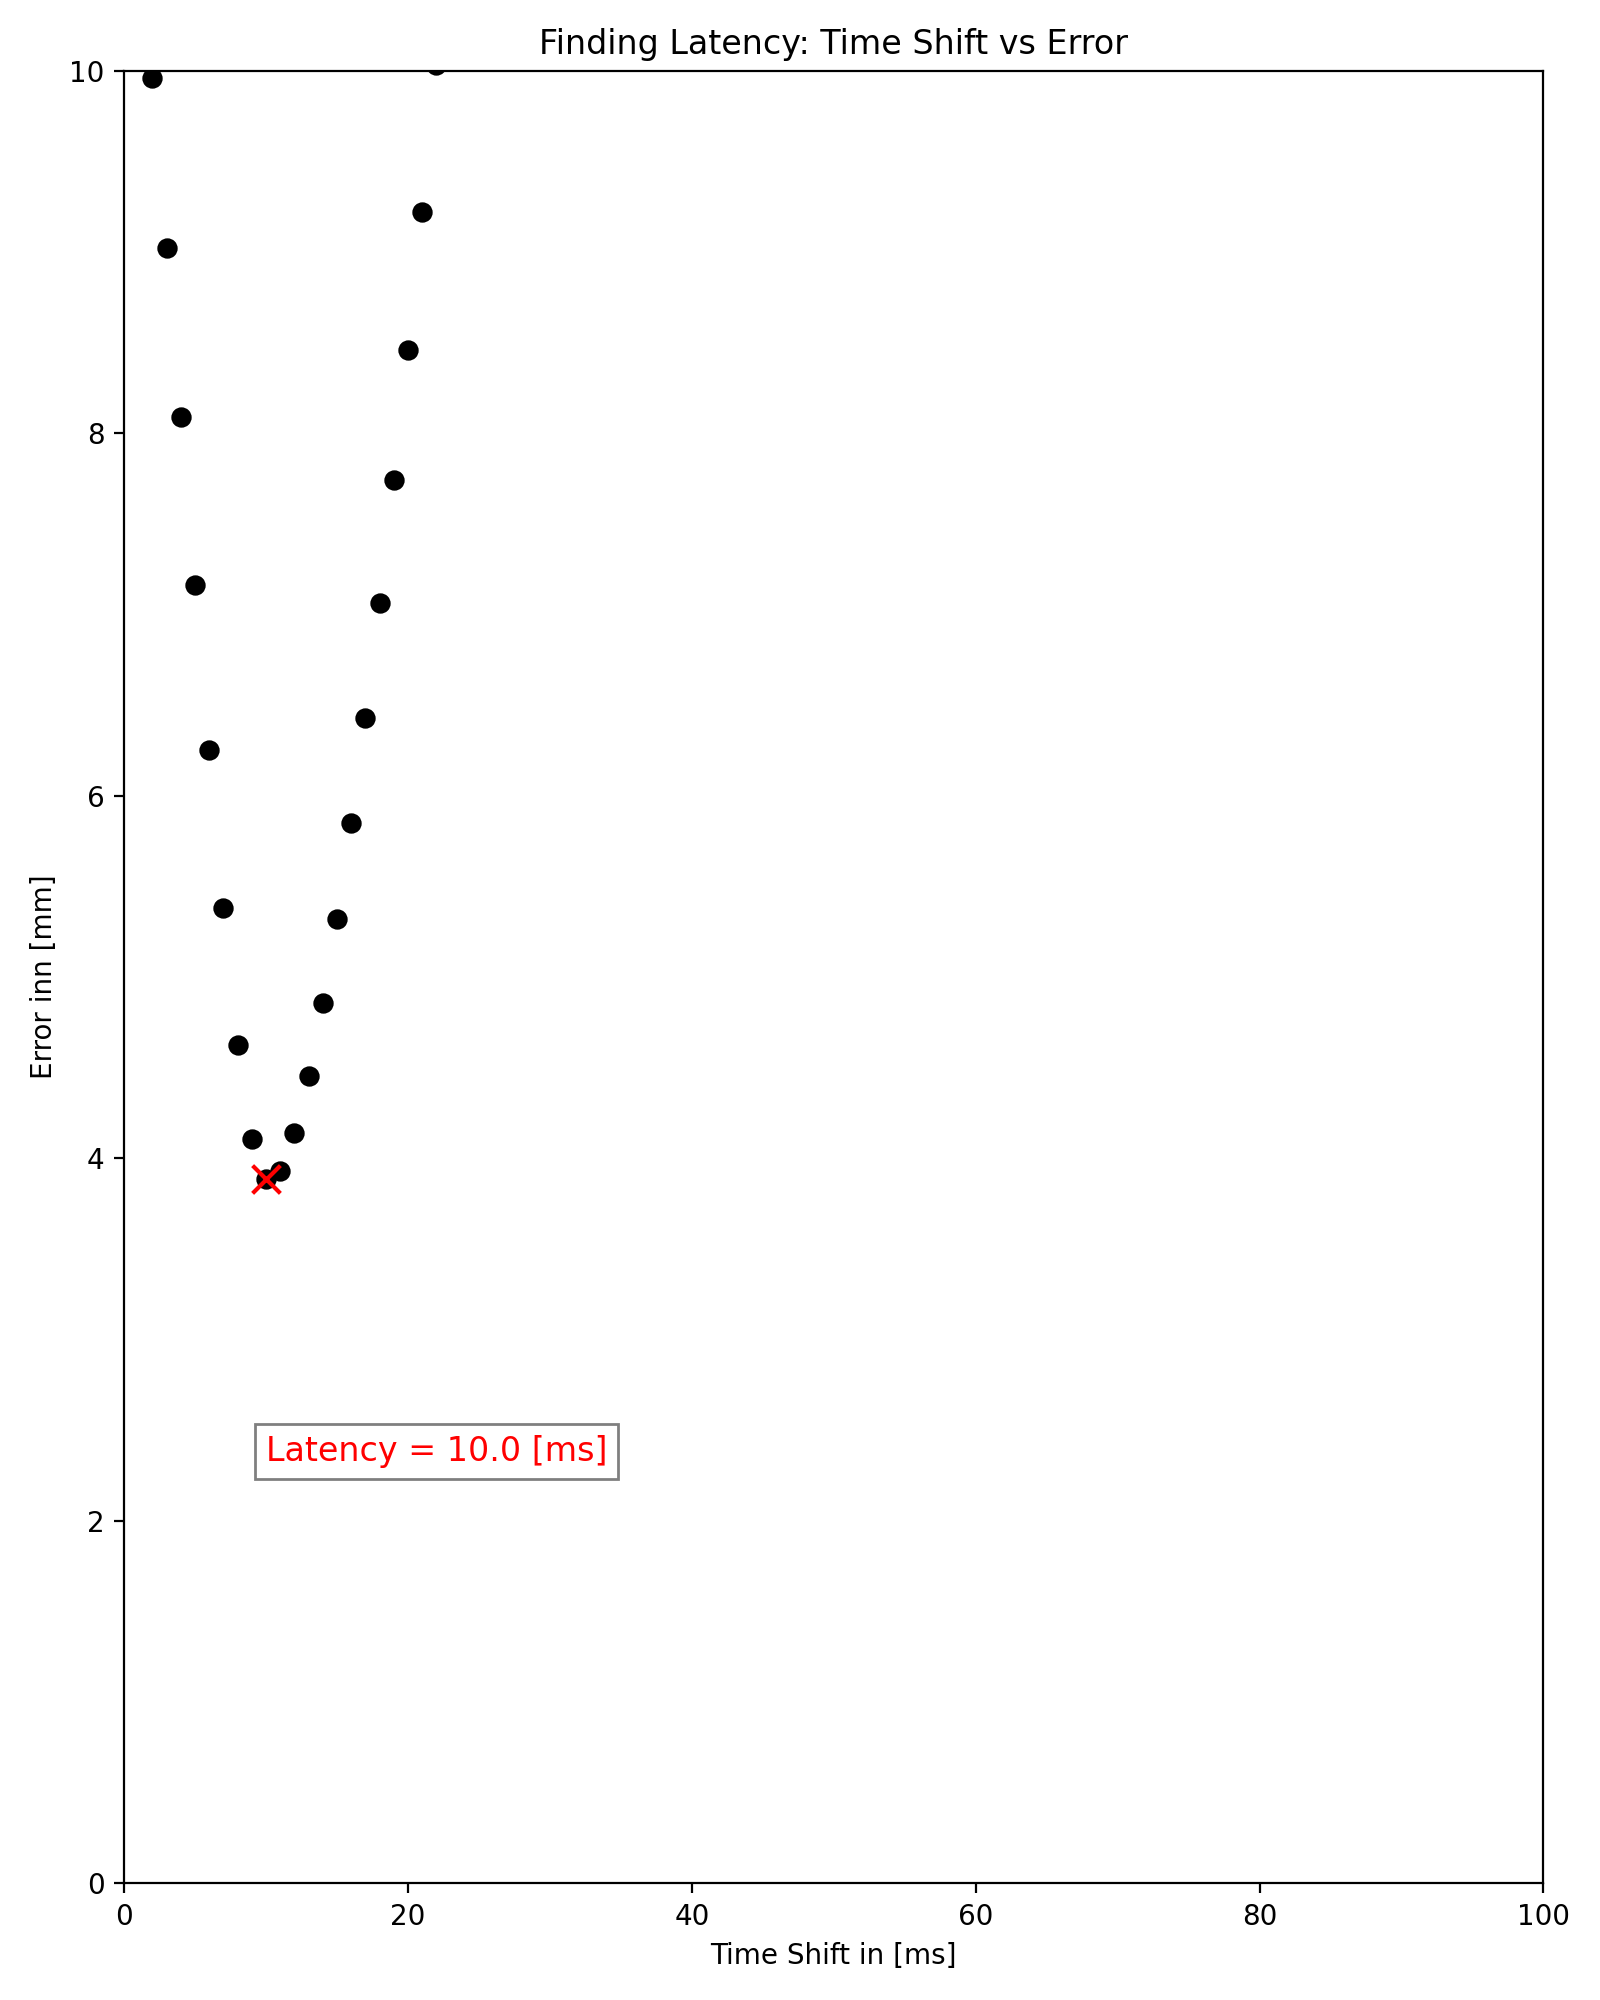 Finding Latency: Time Shift vs Error
10
8
6
4
2
0
Error inn [mm]
Latency = 10.0 [ms]
0 20 40 60 80 100
Time Shift in [ms]